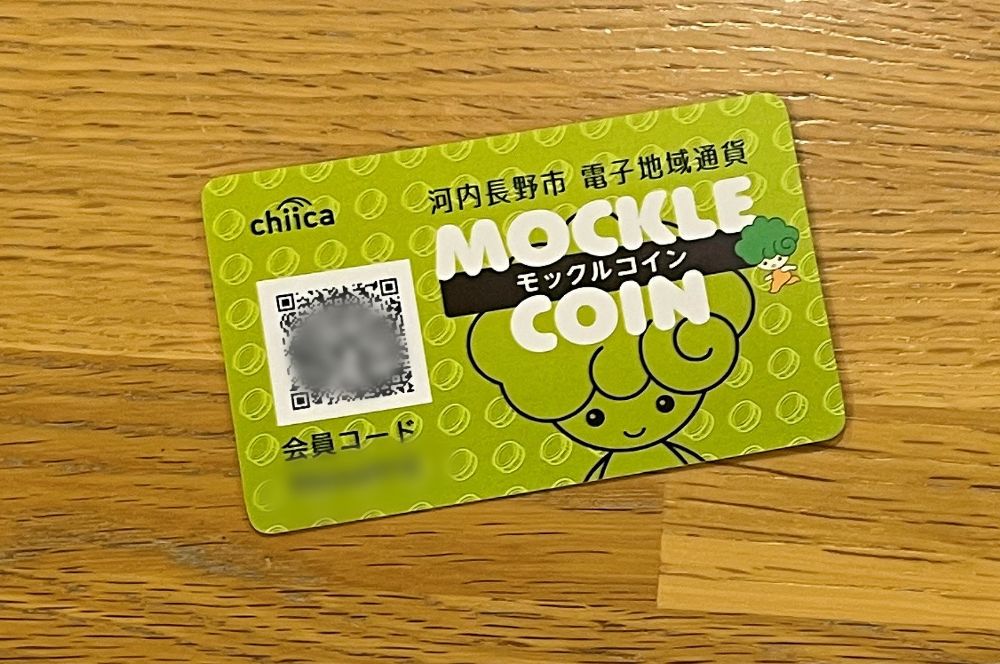 chiica
河内長野市 電子地域通貨
MOCKLE
モックルコイン
COIN
会員コード